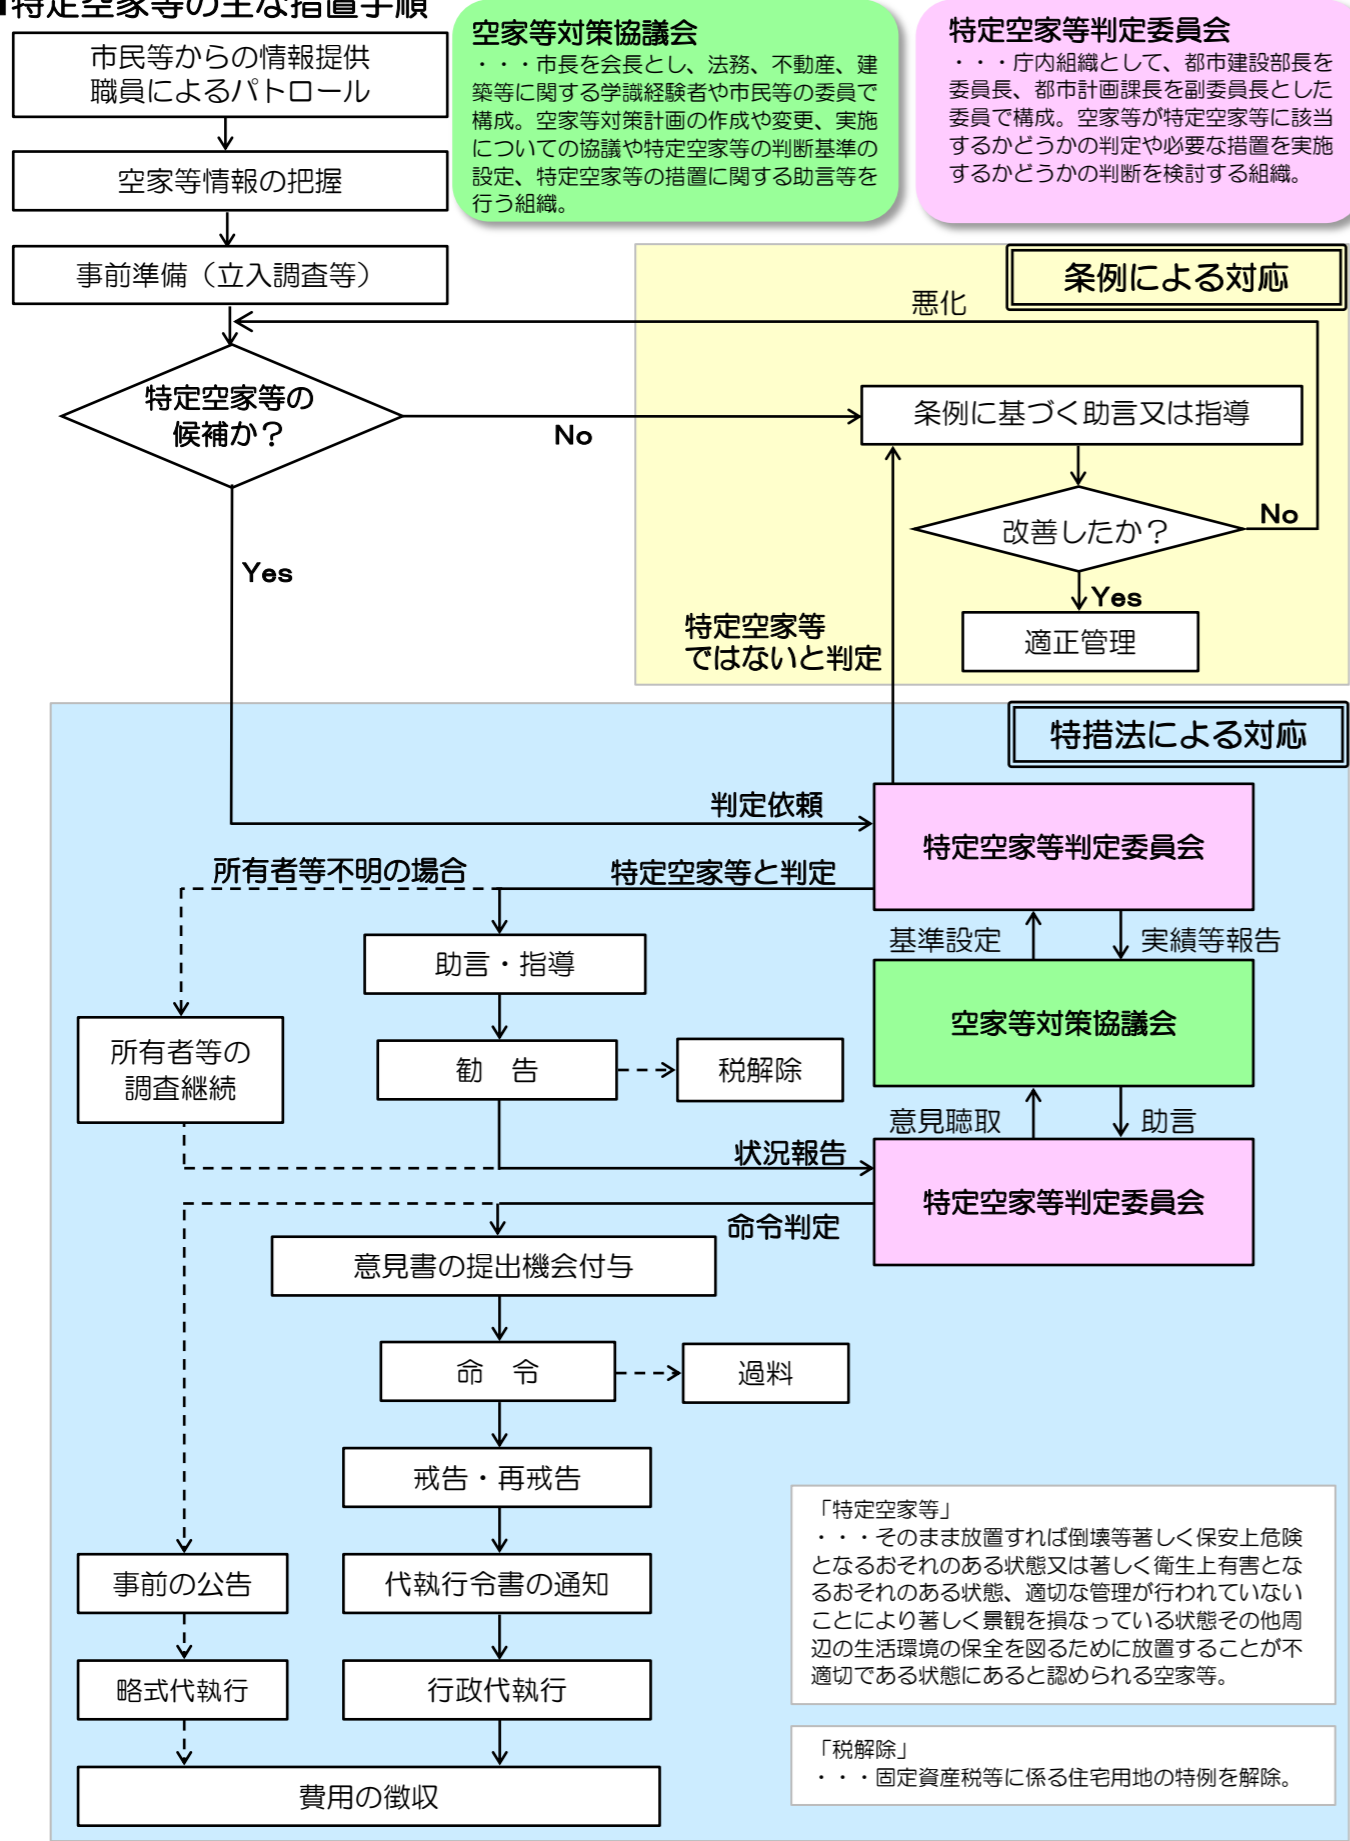 ■特定空家等の主な措置手順
市民等からの情報提供
職員によるパトロール
空家等情報の把握
事前準備（立入調査等）
空家等対策協議会
・・・市長を会長とし、法務、不動産、建
築等に関する学識経験者や市民等の委員で
構成。空家等対策計画の作成や変更、実施
についての協議や特定空家等の判断基準の
設定、特定空家等の措置に関する助言等を
行う組織。
特定空家等判定委員会
・・・庁内組織として、都市建設部長を
委員長、都市計画課長を副委員長とした
委員で構成。空家等が特定空家等に該当
するかどうかの判定や必要な措置を実施
するかどうかの判断を検討する組織。
条例による対応
悪化
特定空家等の
候補か？
No
条例に基づく助言又は指導
改善したか？
No
Yes
Yes
適正管理
特定空家等
ではないと判定
特措法による対応
判定依頼
特定空家等判定委員会
所有者等不明の場合
特定空家等と判定
基準設定
実績等報告
助言・指導
空家等対策協議会
所有者等の
調査継続
勧　告
税解除
意見聴取
助言
状況報告
特定空家等判定委員会
命令判定
意見書の提出機会付与
命　令
過料
戒告・再戒告
事前の公告
代執行令書の通知
略式代執行
行政代執行
費用の徴収
「特定空家等」
・・・そのまま放置すれば倒壊等著しく保安上危険
となるおそれのある状態又は著しく衛生上有害とな
るおそれのある状態、適切な管理が行われていない
ことにより著しく景観を損なっている状態その他周
辺の生活環境の保全を図るために放置することが不
適切である状態にあると認められる空家等。
「税解除」
・・・固定資産税等に係る住宅用地の特例を解除。